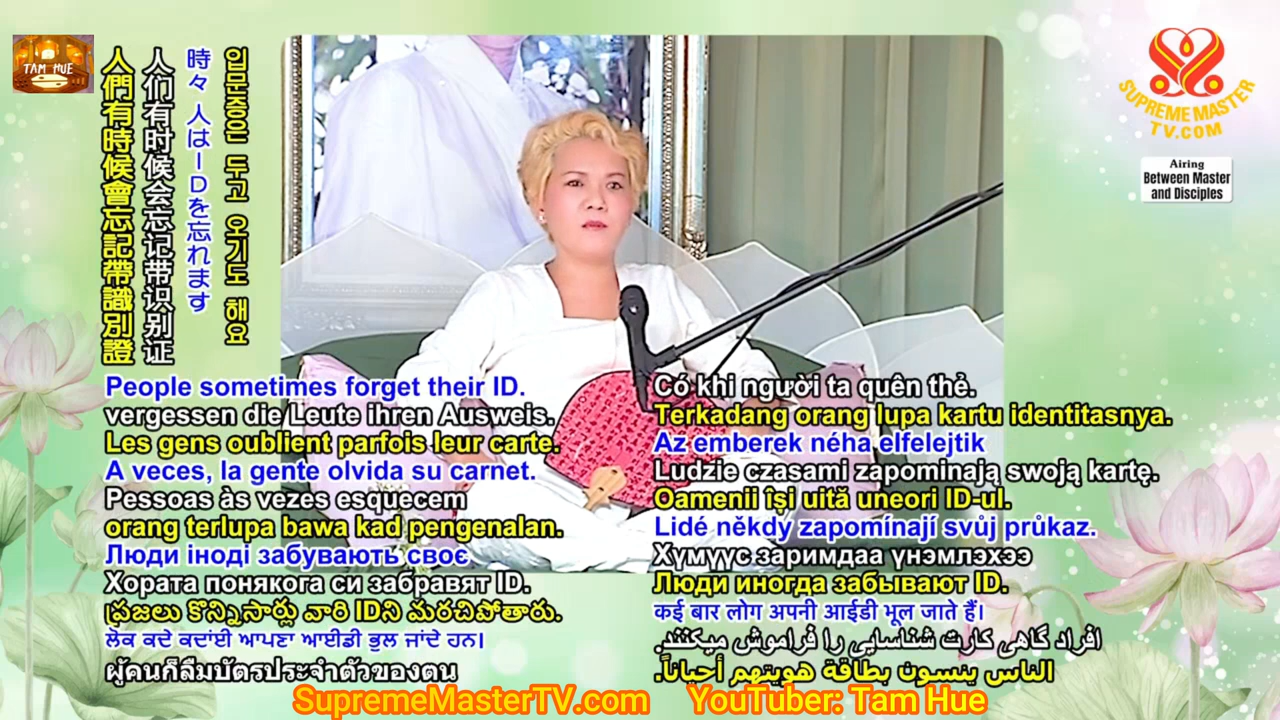 TAM HUE
人們有時候會忘記帶識別證
人们有时候会忘记带识别证
時々 人はIDを忘れます
입문증은 두고 오기도 해요
SUPREME MASTER
TV.COM
Airing
Between Master
and Disciples
People sometimes forget their ID.
vergessen die Leute ihren Ausweis.
Les gens oublient parfois leur carte.
A veces, la gente olvida su carnet.
Pessoas às vezes esquecem
orang terlupa bawa kad pengenalan.
Люди іноді забувають своє
Хората понякога си забравят ID.
ప్రజలు కొన్నిసార్లు వారి IDని మరచిపోతారు.
ਲੋਕ ਕਦੇ ਕਦਾਂਈ ਆਪਣਾ ਆਈਡੀ ਭੁਲ ਜਾਂਦੇ ਹਨ।
ผู้คนก็ลืมบัตรประจำตัวของตน
Có khi người ta quên thẻ.
Terkadang orang lupa kartu identitasnya.
Az emberek néha elfelejtik
Ludzie czasami zapominają swoją kartę.
Oamenii își uită uneori ID-ul.
Lidé někdy zapomínají svůj průkaz.
Хүмүүс заримдаа үнэмлэхээ
Люди иногда забывают ID.
कई बार लोग अपनी आईडी भूल जाते हैं।
افراد گاهی کارت شناسایی را فراموش میکنند.
الناس ينسون بطاقة هويتهم أحياناً.
SupremeMasterTV.com YouTuber: Tam Hue